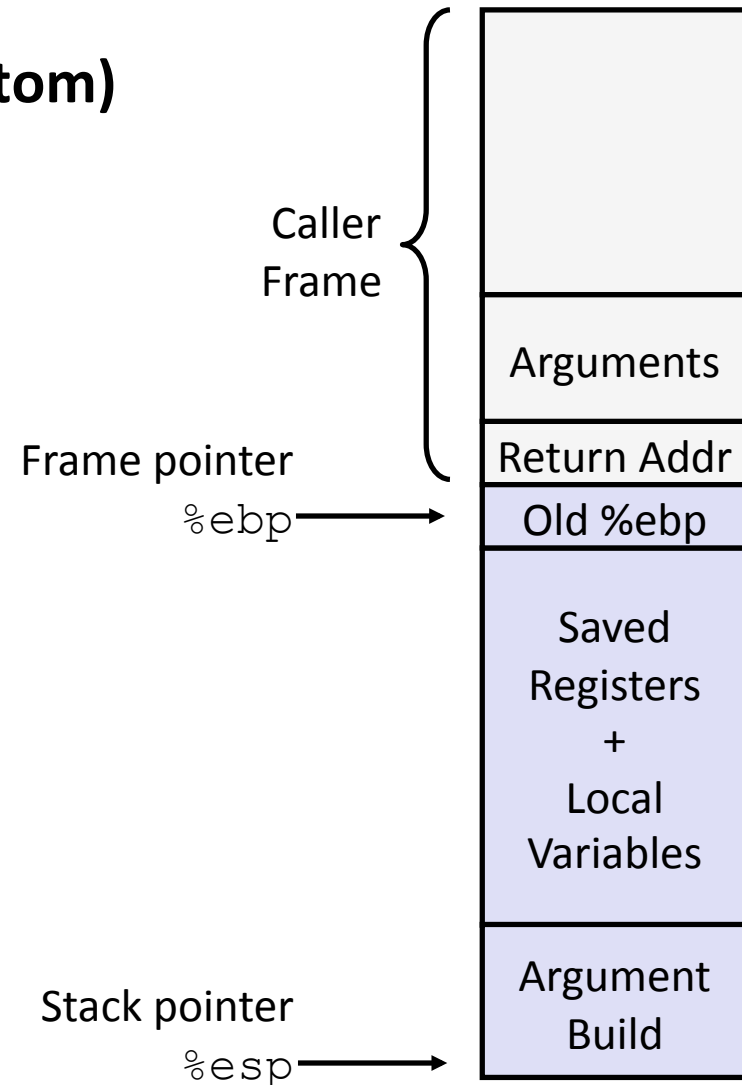 tom)
Caller
Frame
Arguments
Frame pointer
Return Addr
%ebp
Old %ebp
Saved
Registers
+
Local
Variables
Argument
Build
Stack pointer
%esp